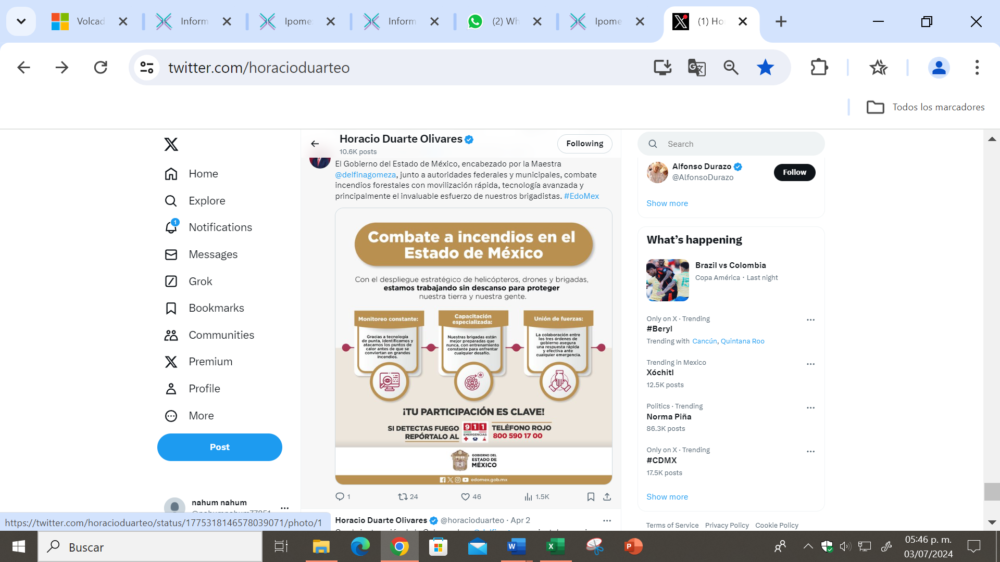 Volcad
Inform
Ipome
Inform
(2) Wh
Ipome
(1) Ho
twitter.com/horacioduarteo
Todos los marcadores
Home
Explore
1
Notifications
Messages
Grok
Bookmarks
Communities
Premium
Profile
More
Post
nahum nahum
https://twitter.com/horacioduarteo/status/1775318146578039071/photo/1
Horacio Duarte Olivares
10.6K posts
Following
El Gobierno del Estado de México, encabezado por la Maestra
@delfinagomeza, junto a autoridades federales y municipales, combate
incendios forestales con movilización rápida, tecnología avanzada y
principalmente el invaluable esfuerzo de nuestros brigadistas. #EdoMex
Combate a incendios en el
Estado de México
Con el despliegue estratégico de helicópteros, drones y brigadas,
estamos trabajando sin descanso para proteger
nuestra tierra y nuestra gente.
Monitoreo constante:
Gracias a tecnología
de punta, identificamos y
atacamos los puntos de
calor antes de que se
conviertan en grandes
incendios.
Capacitación
especializada:
Nuestras brigadas están
mejor preparadas que
nunca, con entrenamiento
constante para enfrentar
cualquier desafío.
Unión de fuerzas:
La colaboración entre
los tres órdenes de
gobierno asegura
una respuesta rápida
y efectiva ante
cualquier emergencia.
¡TU PARTICIPACIÓN ES CLAVE!
SI DETECTAS FUEGO
REPÓRTALO AL
911
EMERGENCIAS
TELÉFONO ROJO
800 590 17 00
GOBIERNO DEL
ESTADO DE
MÉXICO
edomex.gob.mx
1
24
46
1.5K
Horacio Duarte Olivares @horacioduarteo · Apr 2
Search
Alfonso Durazo
@AlfonsoDurazo
Follow
Show more
What's happening
Brazil vs Colombia
Copa América · Last night
Only on X · Trending
#Beryl
Trending with Cancún, Quintana Roo
Trending in Mexico
Xóchitl
12.5K posts
Politics · Trending
Norma Piña
86.3K posts
Only on X · Trending
#CDMX
17.5K posts
Show more
Terms of Service Privacy Policy Cookie Policy
Buscar
05:46 p. m.
03/07/2024